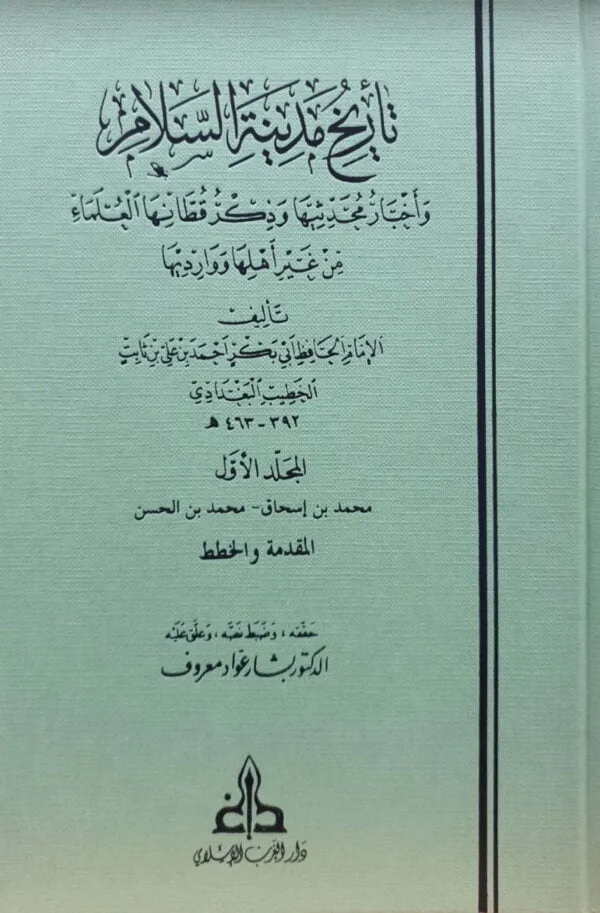 تأريخ مدينة السلام
وأخبار محدثيها وذكر قطانها العلماء
من غير أهلها ووارديها
تأليف
الإمام الحافظ أبي بكر أحمد بن علي بن ثابت
الخطيب البغدادي
٣٩٢ - ٤٦٣ هـ
المجلد الأول
محمد بن إسحاق - محمد بن الحسن
المقدمة والخطط
حققه، وضبط نصه، وعلق عليه
الدكتور بشار عواد معروف
دار الغرب الإسلامي